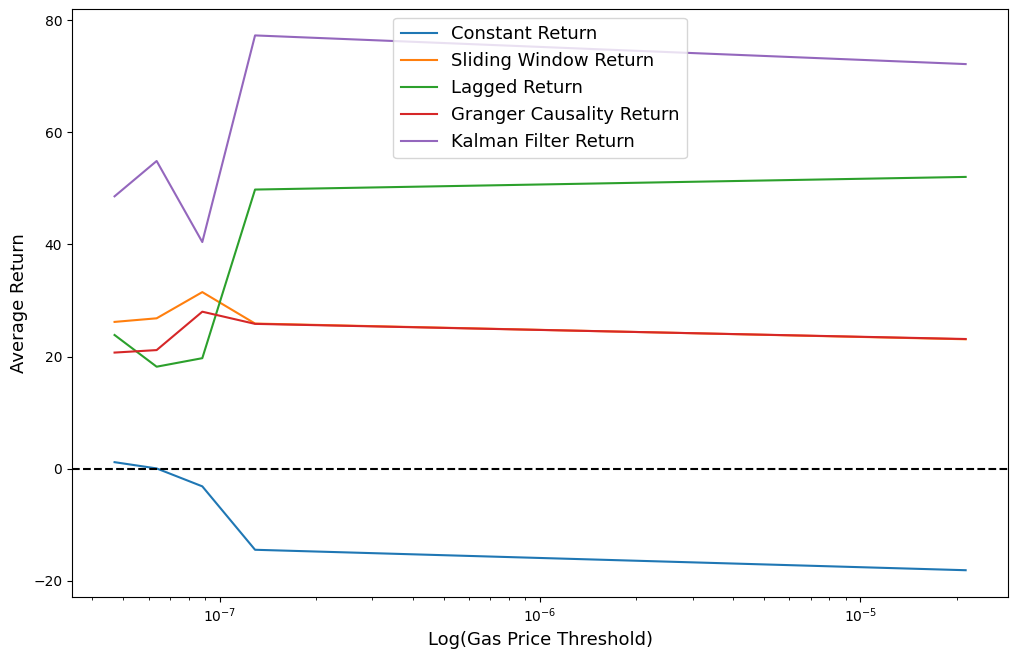 80
60
40
20
0
−20
Average Return
Constant Return
Sliding Window Return
Lagged Return
Granger Causality Return
Kalman Filter Return
10⁻⁷
10⁻⁶
10⁻⁵
Log(Gas Price Threshold)